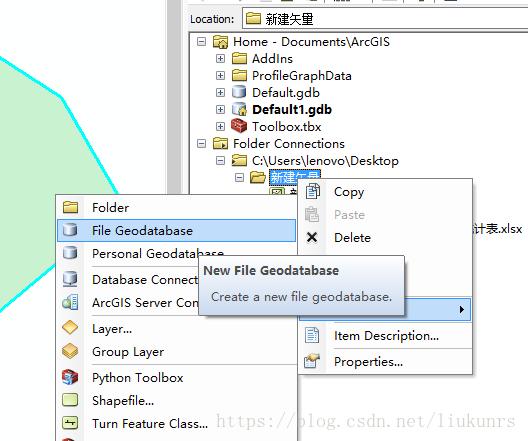 Location: 新建矢量
Home - Documents\ArcGIS
AddIns
ProfileGraphData
Default.gdb
Default1.gdb
Toolbox.tbx
Folder Connections
C:\Users\lenovo\Desktop
新建矢量
计表.xlsx
Copy
Paste
Delete
Item Description...
Properties...
Folder
File Geodatabase
Personal Geodatabase
Database Connect
ArcGIS Server Con
Layer...
Group Layer
Python Toolbox
Shapefile...
Turn Feature Class...
New File Geodatabase
Create a new file geodatabase.
https://blog.csdn.net/liukunrs